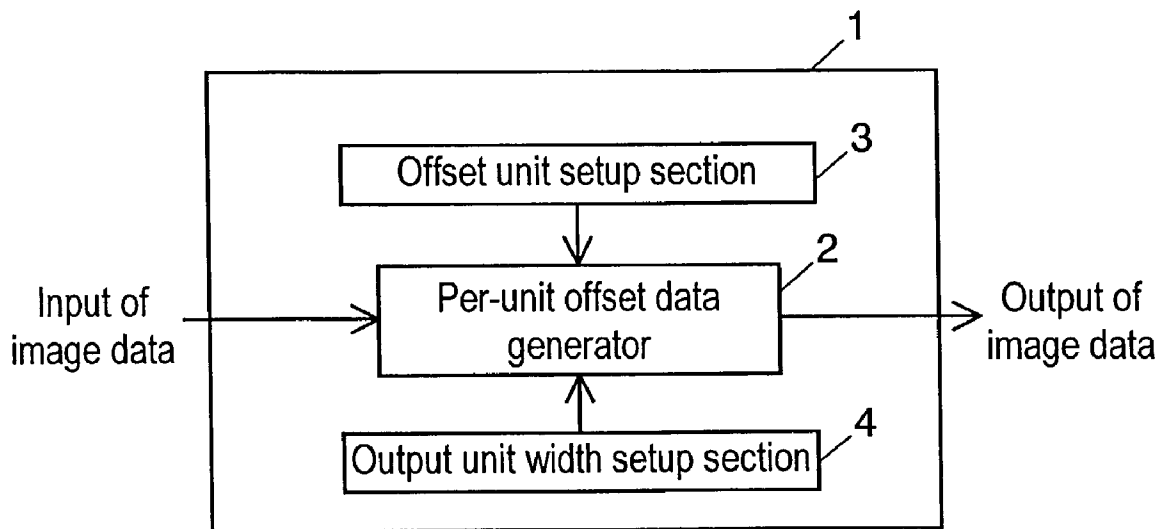 1
3
Offset unit setup section
2
Per-unit offset data
generator
Input of
image data
Output of
image data
4
Output unit width setup section